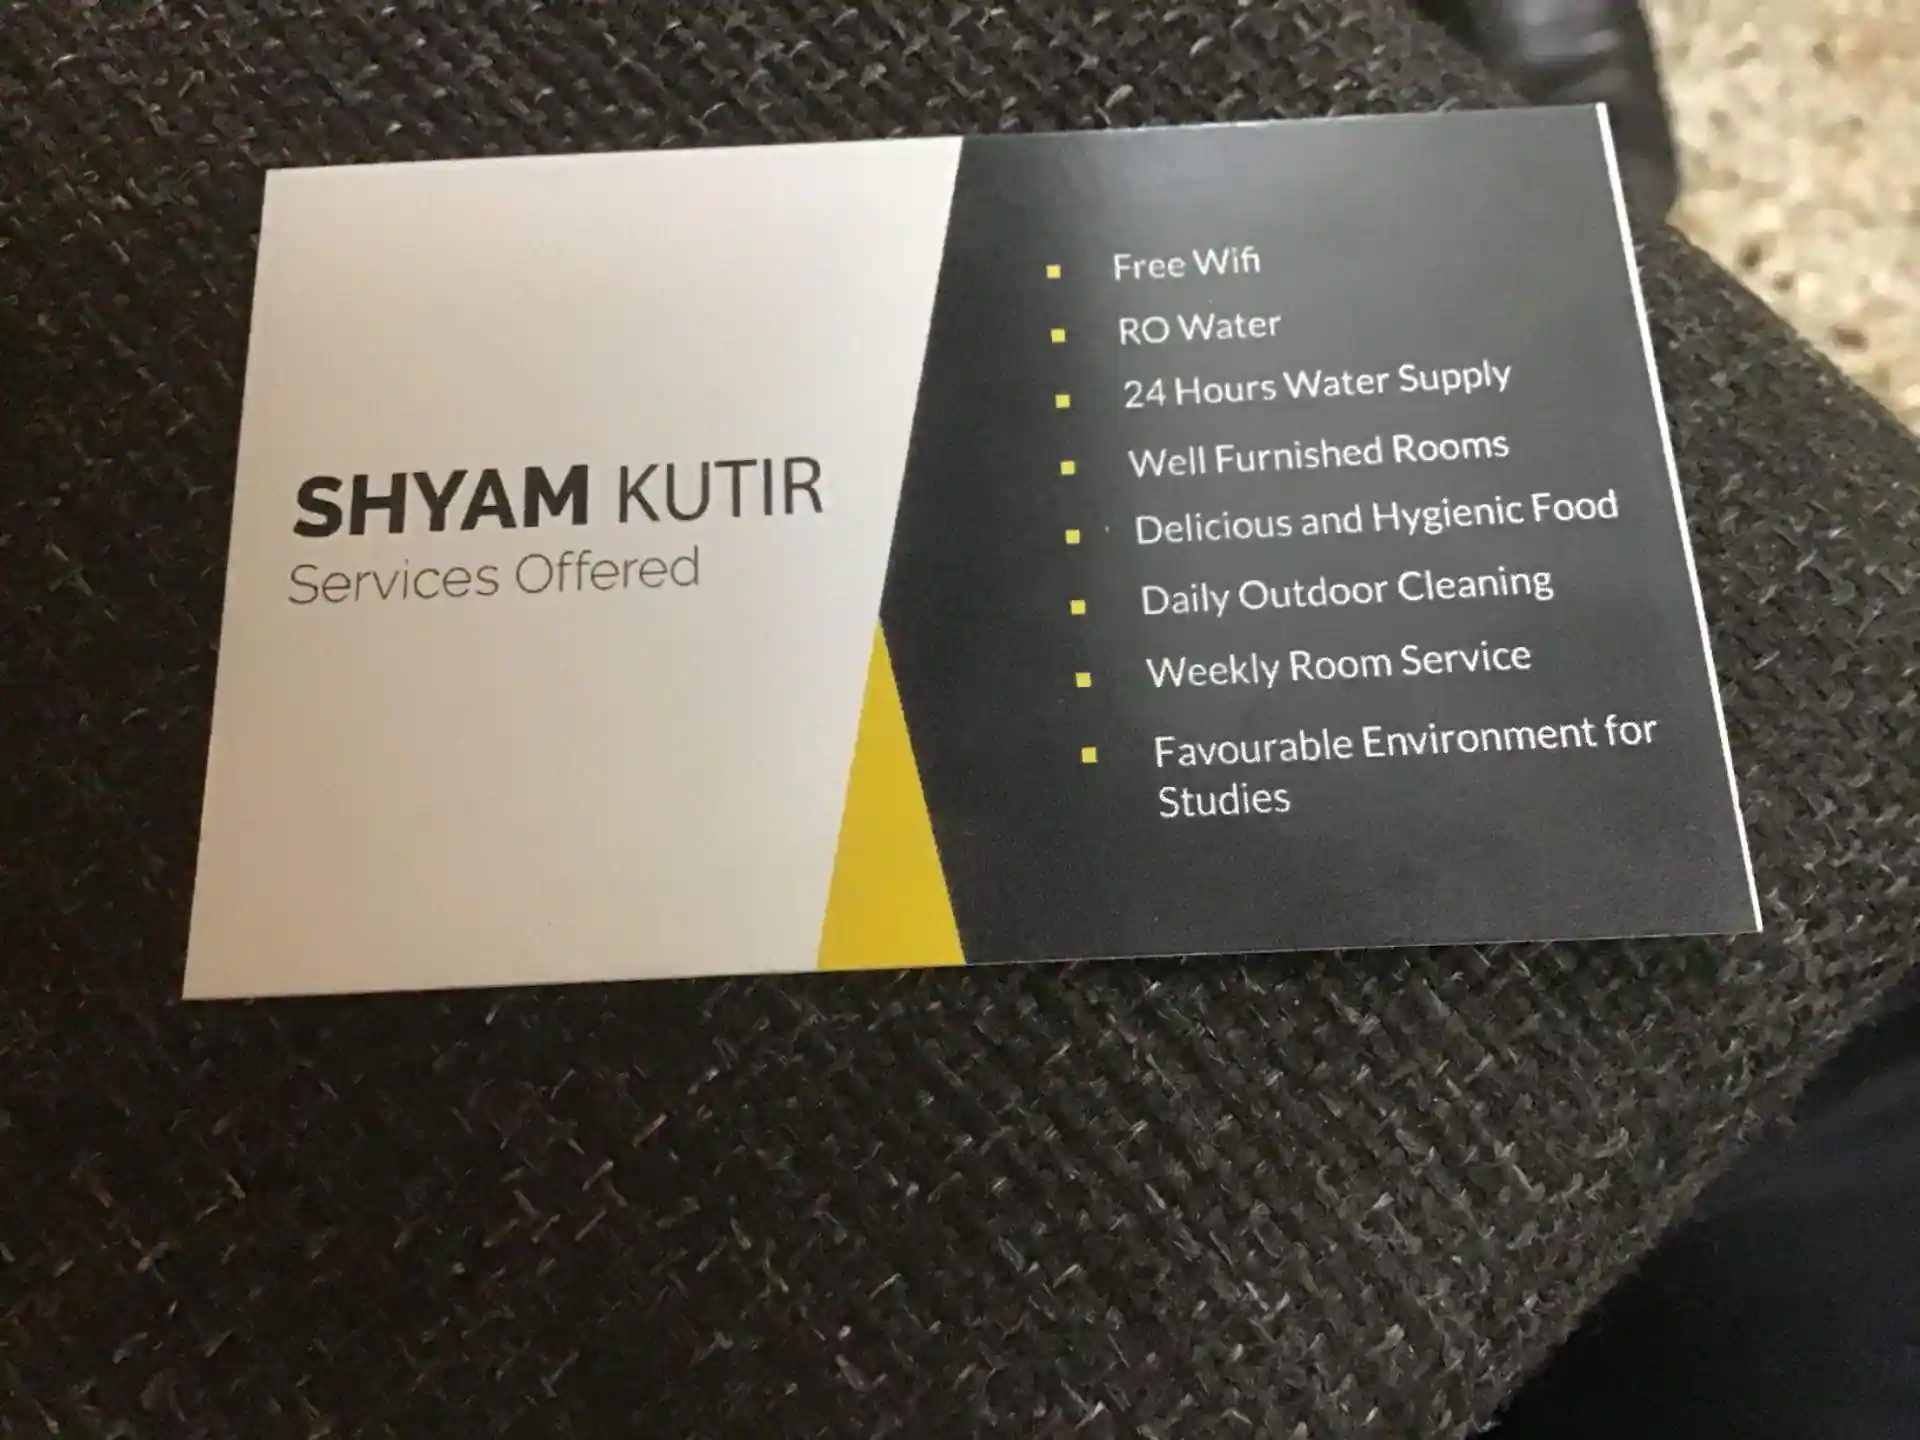 SHYAM KUTIR
Services Offered
Free Wifi
RO Water
24 Hours Water Supply
Well Furnished Rooms
Delicious and Hygienic Food
Daily Outdoor Cleaning
Weekly Room Service
Favourable Environment for
Studies